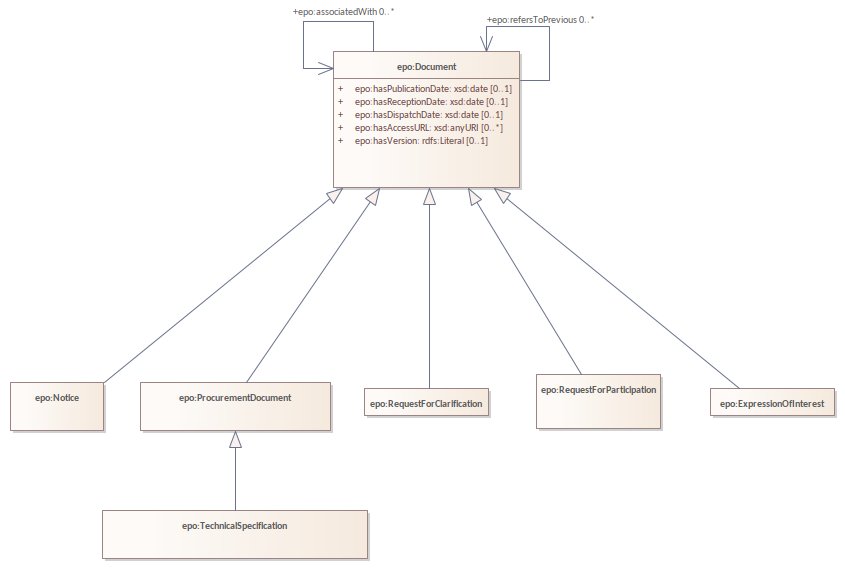 +epo:associatedWith 0..*
+epo:refersToPrevious 0..*
epo:Document
+ epo:hasPublicationDate: xsd:date [0..1]
+ epo:hasReceptionDate: xsd:date [0..1]
+ epo:hasDispatchDate: xsd:date [0..1]
+ epo:hasAccessURL: xsd:anyURI [0..*]
+ epo:hasVersion: rdfs:Literal [0..1]
epo:Notice
epo:ProcurementDocument
epo:RequestForClarification
epo:RequestForParticipation
epo:ExpressionOfInterest
epo:TechnicalSpecification